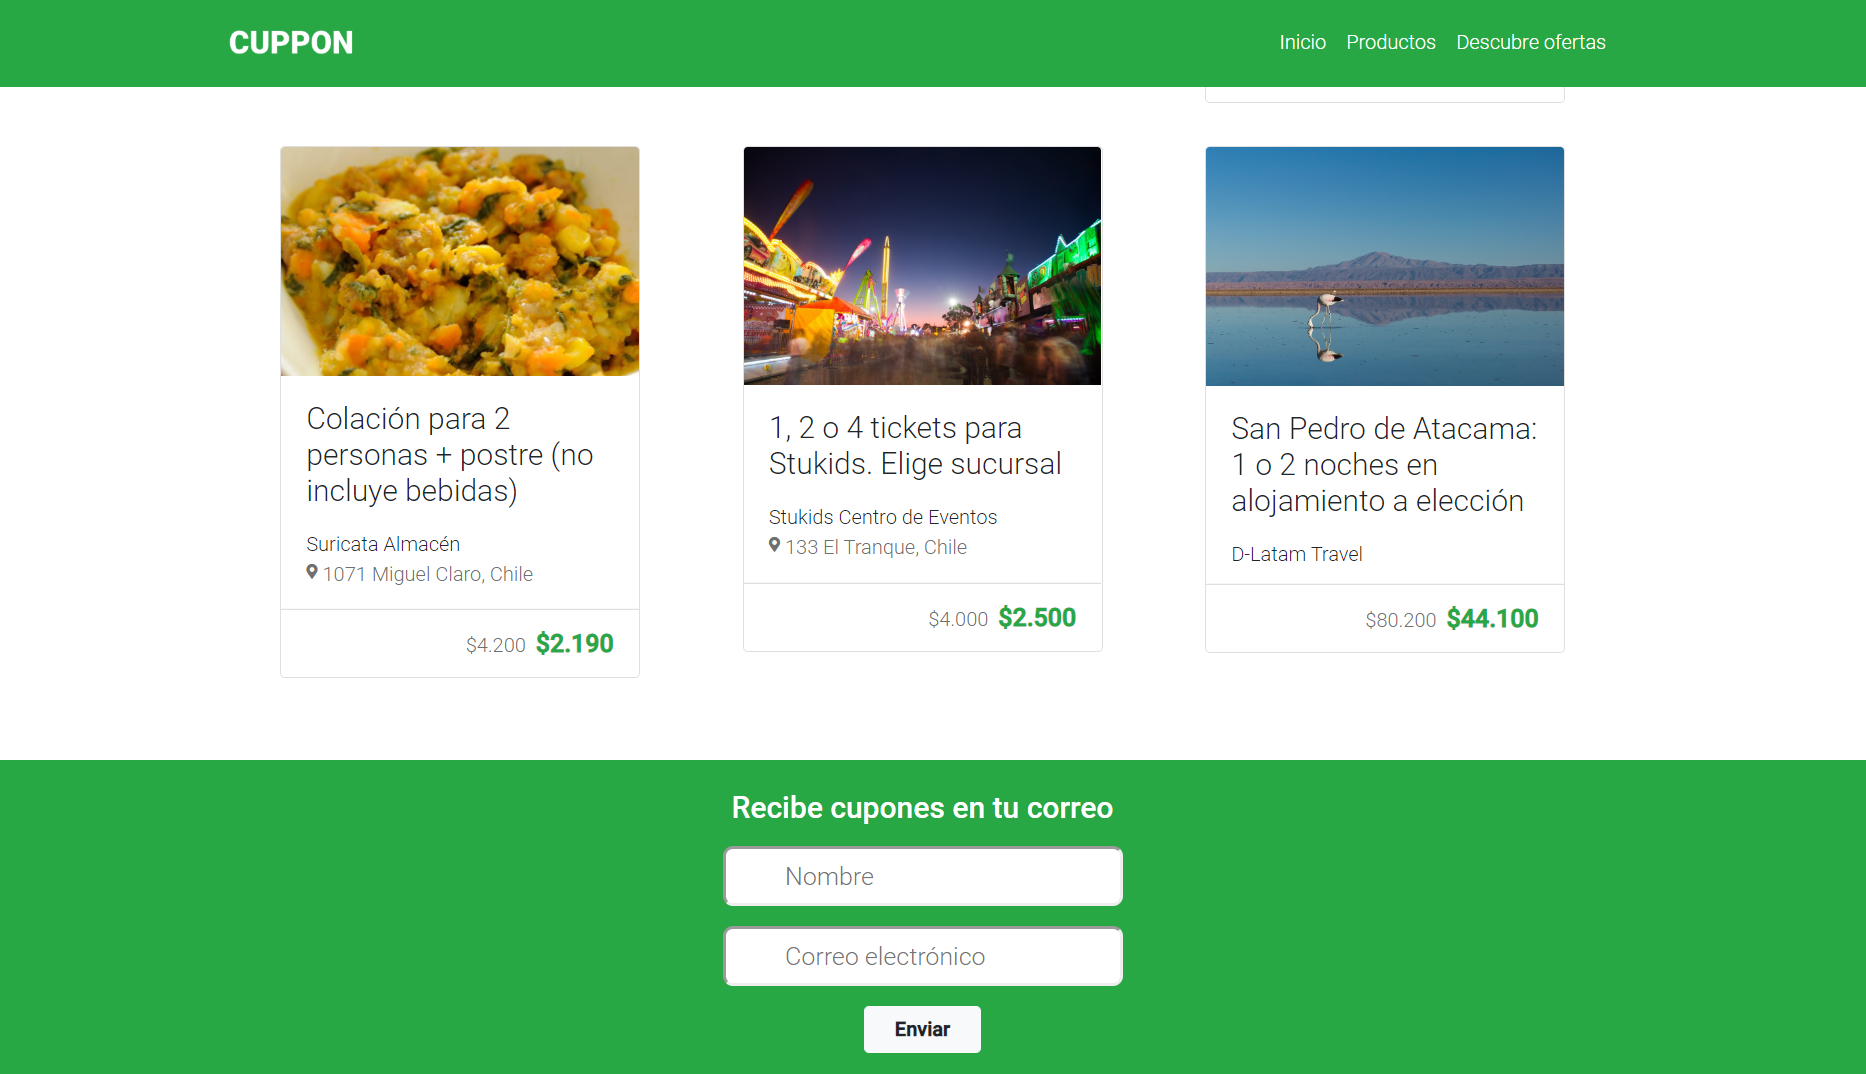 CUPPON
Inicio Productos Descubre ofertas
Colación para 2
personas + postre (no
incluye bebidas)
Suricata Almacén
1071 Miguel Claro, Chile
$4.200 $2.190
1, 2 o 4 tickets para
Stukids. Elige sucursal
Stukids Centro de Eventos
133 El Tranque, Chile
$4.000 $2.500
San Pedro de Atacama:
1 o 2 noches en
alojamiento a elección
D-Latam Travel
$80.200 $44.100
Recibe cupones en tu correo
Nombre
Correo electrónico
Enviar